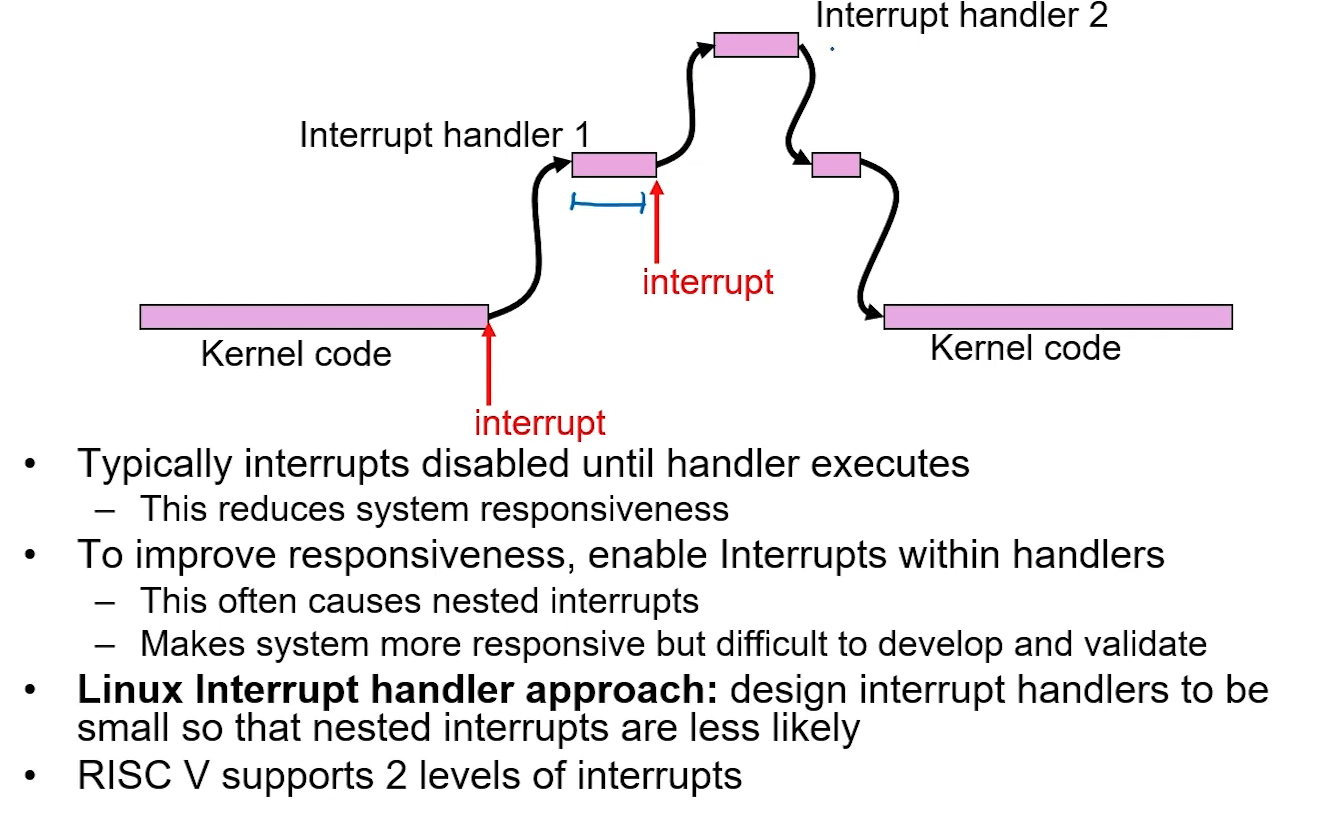 Interrupt handler 2
Interrupt handler 1
interrupt
Kernel code
Kernel code
interrupt
• Typically interrupts disabled until handler executes
– This reduces system responsiveness
• To improve responsiveness, enable Interrupts within handlers
– This often causes nested interrupts
– Makes system more responsive but difficult to develop and validate
• Linux Interrupt handler approach: design interrupt handlers to be
small so that nested interrupts are less likely
• RISC V supports 2 levels of interrupts